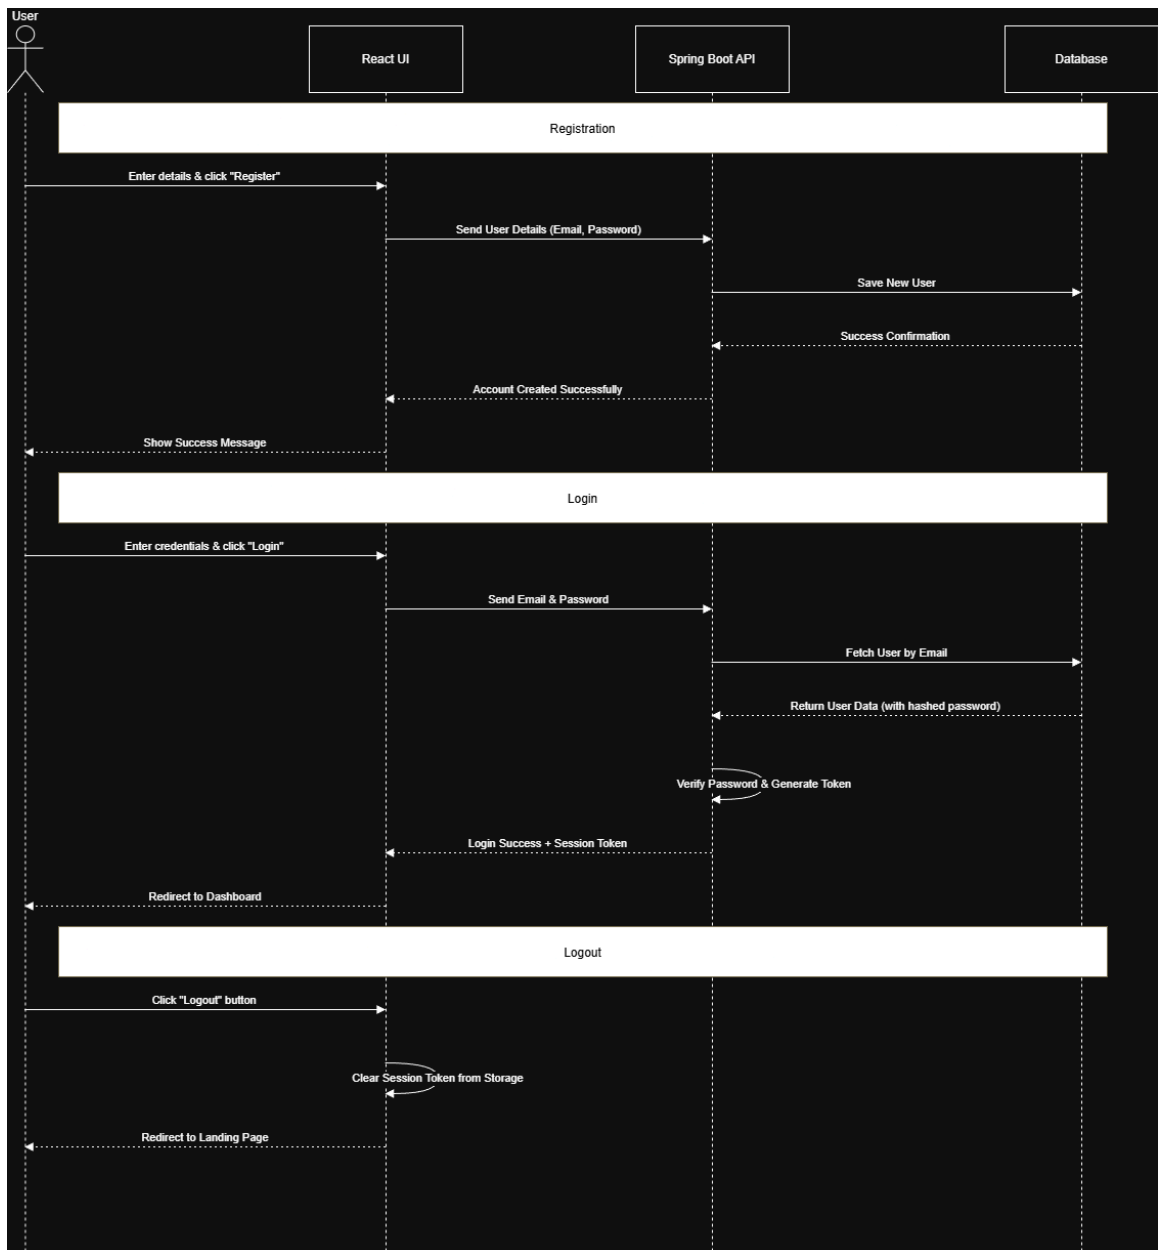 User
React UI
Spring Boot API
Database
Registration
Enter details & click "Register"
Send User Details (Email, Password)
Save New User
Success Confirmation
Account Created Successfully
Show Success Message
Login
Enter credentials & click "Login"
Send Email & Password
Fetch User by Email
Return User Data (with hashed password)
Verify Password & Generate Token
Login Success + Session Token
Redirect to Dashboard
Logout
Click "Logout" button
Clear Session Token from Storage
Redirect to Landing Page